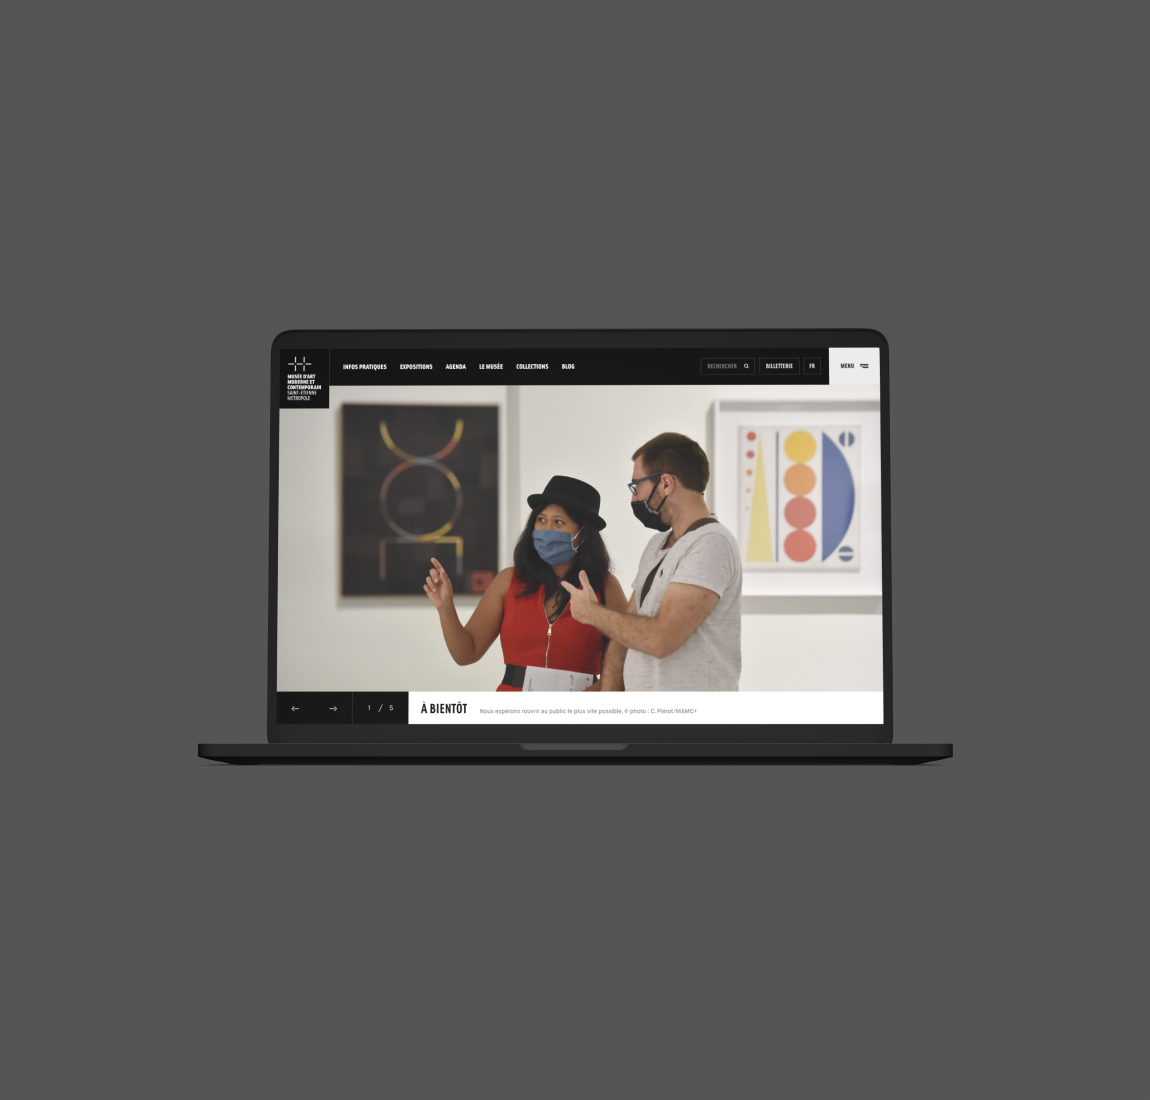 MUSÉE D'ART
MODERNE ET
CONTEMPORAIN
SAINT-ÉTIENNE
MÉTROPOLE
INFOS PRATIQUES EXPOSITIONS AGENDA LE MUSÉE COLLECTIONS BLOG
RECHERCHER BILLETTERIE FR MENU
1 / 5
À BIENTÔT Nous espérons rouvrir au public le plus vite possible, © photo : C. Piérot/MAMC+